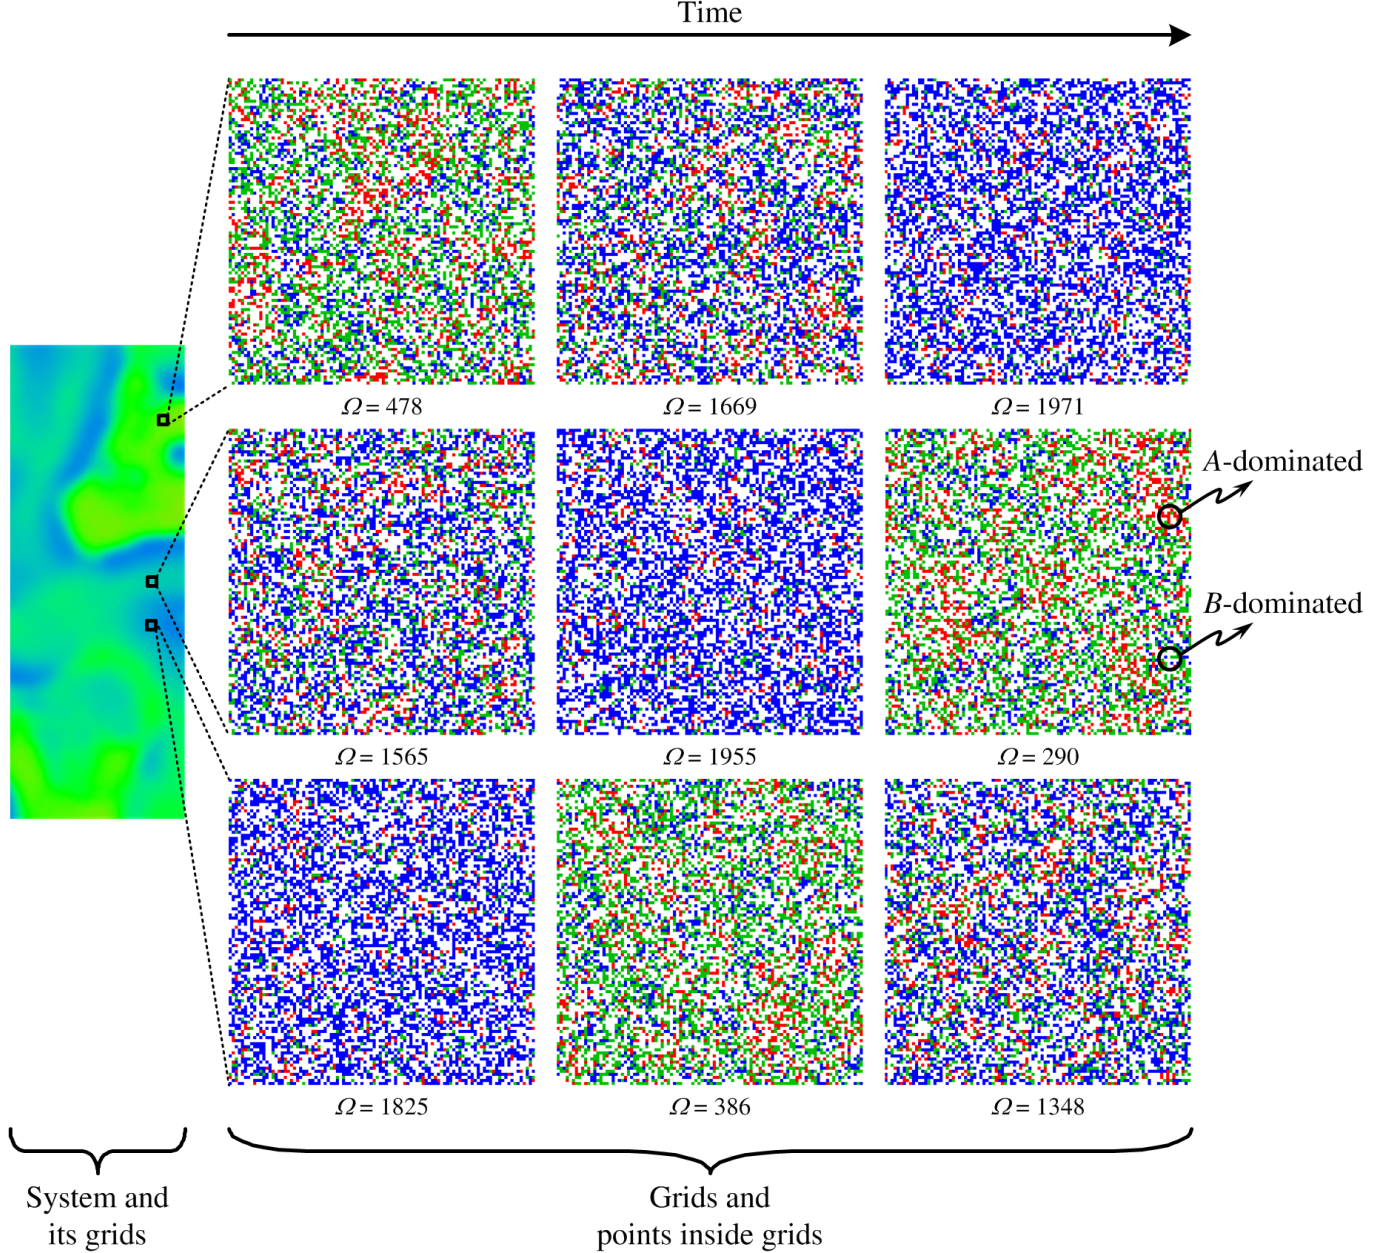 Time
Ω = 478
Ω = 1669
Ω = 1971
A-dominated
B-dominated
Ω = 1565
Ω = 1955
Ω = 290
Ω = 1825
Ω = 386
Ω = 1348
System and
its grids
Grids and
points inside grids